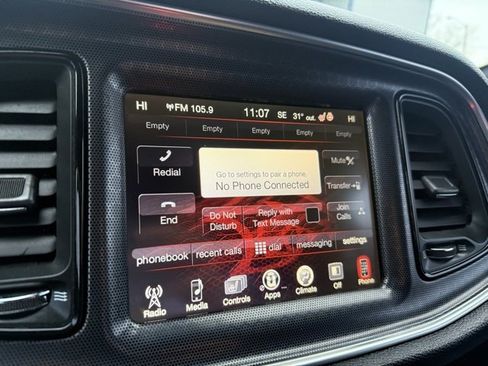 HI FM 105.9 11:07 SE 31° out. HI
Empty Empty Empty Empty Empty
Redial
Go to settings to pair a phone.
No Phone Connected
Mute
Transfer
End
Do Not
Disturb
Reply with
Text Message
Join
Calls
phonebook recent calls dial messaging settings
Radio Media Controls Apps Climate Off Phone